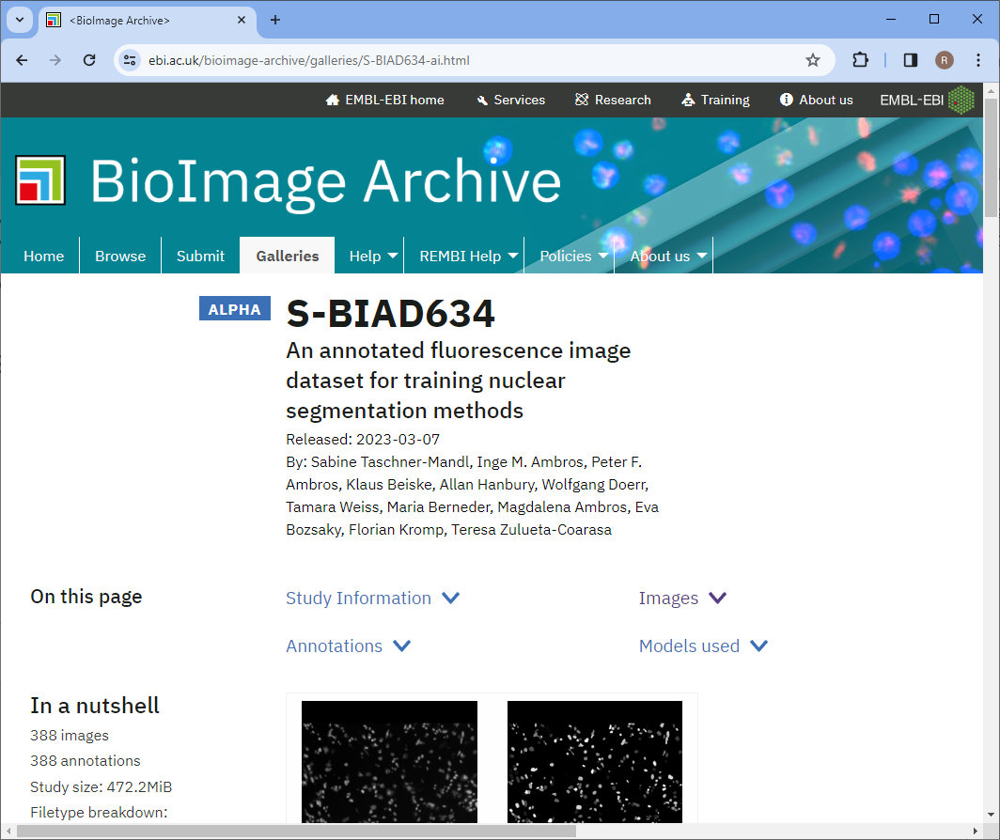 <BioImage Archive>
ebi.ac.uk/bioimage-archive/galleries/S-BIAD634-ai.html
R
EMBL-EBI home Services Research Training About us EMBL-EBI
BioImage Archive
Home Browse Submit Galleries Help REMBI Help Policies About us
ALPHA
S-BIAD634
An annotated fluorescence image
dataset for training nuclear
segmentation methods
Released: 2023-03-07
By: Sabine Taschner-Mandl, Inge M. Ambros, Peter F.
Ambros, Klaus Beiske, Allan Hanbury, Wolfgang Doerr,
Tamara Weiss, Maria Berneder, Magdalena Ambros, Eva
Bozsaky, Florian Kromp, Teresa Zulueta-Coarasa
On this page
Study Information Images
Annotations Models used
In a nutshell
388 images
388 annotations
Study size: 472.2MiB
Filetype breakdown: